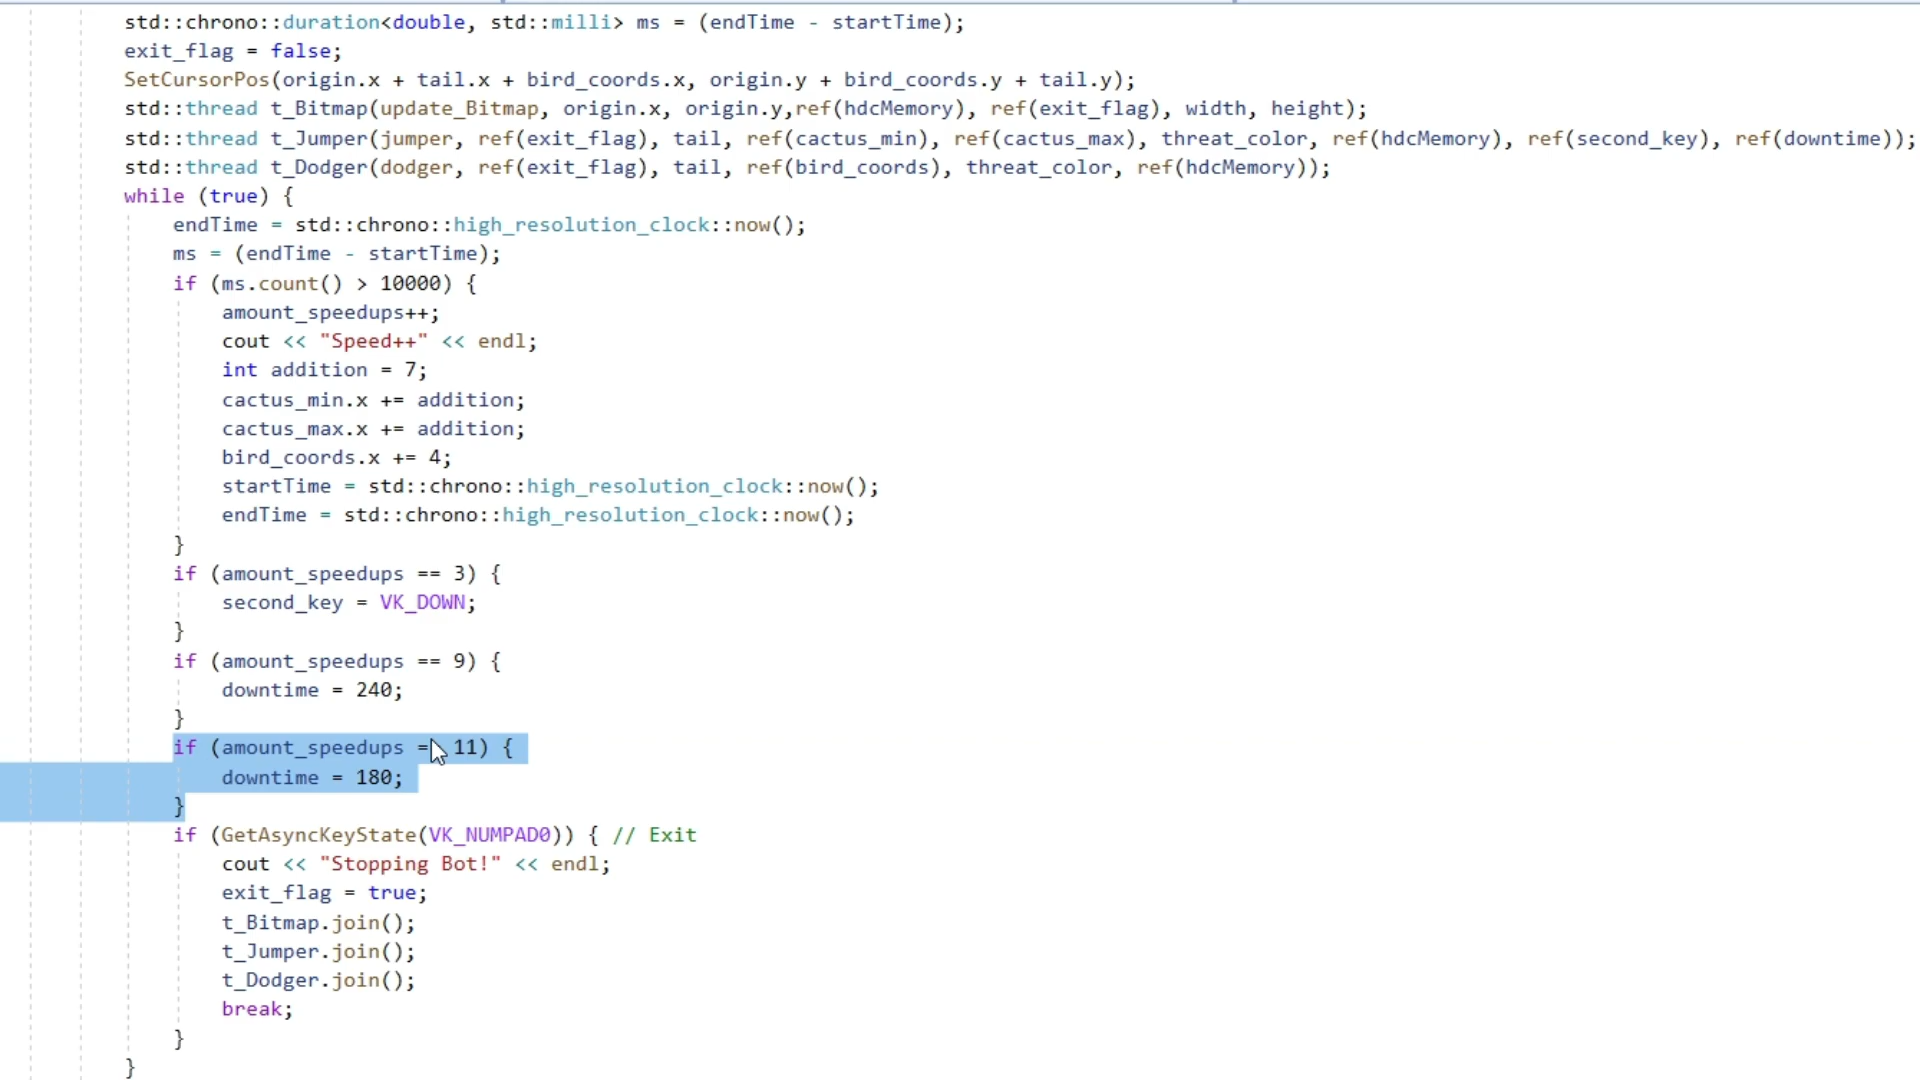 std::chrono::duration<double, std::milli> ms = (endTime - startTime);
exit_flag = false;
SetCursorPos(origin.x + tail.x + bird_coords.x, origin.y + bird_coords.y + tail.y);
std::thread t_Bitmap(update_Bitmap, origin.x, origin.y,ref(hdcMemory), ref(exit_flag), width, height);
std::thread t_Jumper(jumper, ref(exit_flag), tail, ref(cactus_min), ref(cactus_max), threat_color, ref(hdcMemory), ref(second_key), ref(downtime));
std::thread t_Dodger(dodger, ref(exit_flag), tail, ref(bird_coords), threat_color, ref(hdcMemory));
while (true) {
endTime = std::chrono::high_resolution_clock::now();
ms = (endTime - startTime);
if (ms.count() > 10000) {
amount_speedups++;
cout << "Speed++" << endl;
int addition = 7;
cactus_min.x += addition;
cactus_max.x += addition;
bird_coords.x += 4;
startTime = std::chrono::high_resolution_clock::now();
endTime = std::chrono::high_resolution_clock::now();
}
if (amount_speedups == 3) {
second_key = VK_DOWN;
}
if (amount_speedups == 9) {
downtime = 240;
}
if (amount_speedups == 11) {
downtime = 180;
}
if (GetAsyncKeyState(VK_NUMPAD0)) { // Exit
cout << "Stopping Bot!" << endl;
exit_flag = true;
t_Bitmap.join();
t_Jumper.join();
t_Dodger.join();
break;
}
}